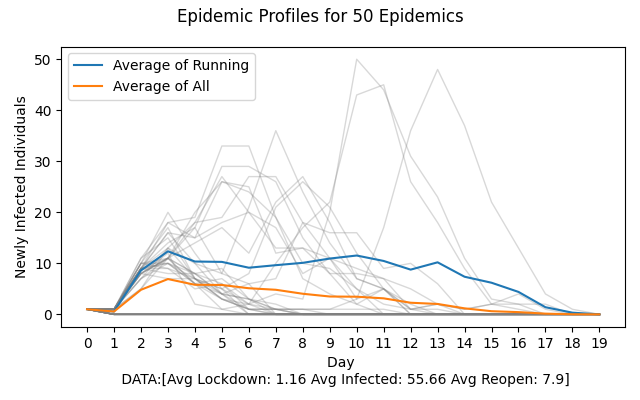 Epidemic Profiles for 50 Epidemics
50
40
30
20
10
0
Newly Infected Individuals
Average of Running
Average of All
0 1 2 3 4 5 6 7 8 9 10 11 12 13 14 15 16 17 18 19
Day
DATA:[Avg Lockdown: 1.16 Avg Infected: 55.66 Avg Reopen: 7.9]